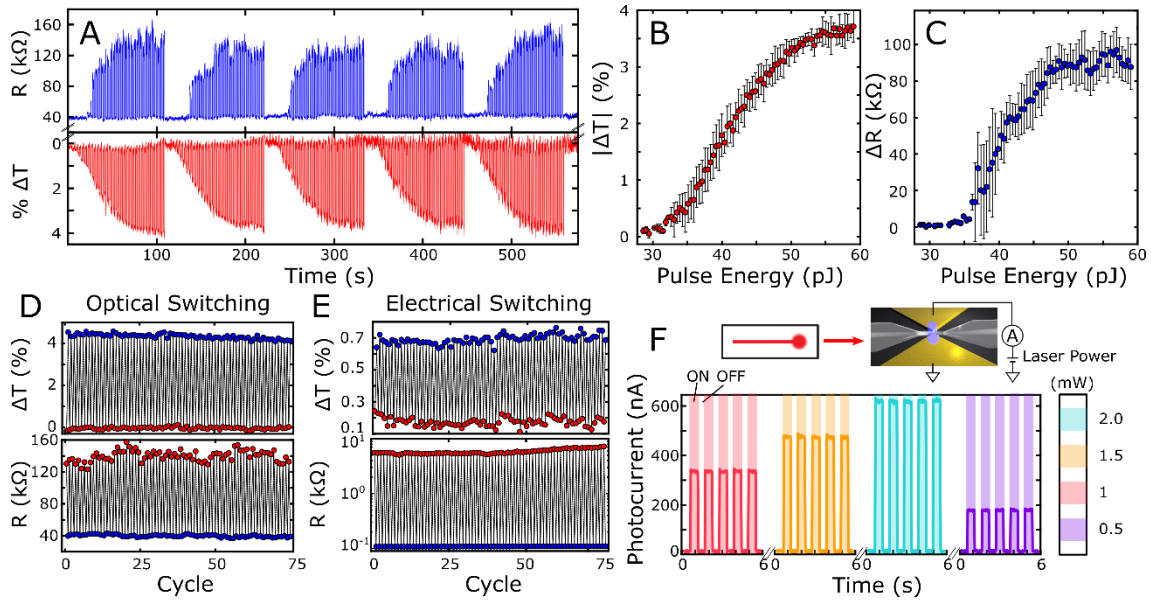 A
R (kΩ)
160
120
80
40
% ΔT
0
2
4
100
200
300
400
500
Time (s)
B
|ΔT| (%)
4
3
2
1
0
30
40
50
60
Pulse Energy (pJ)
C
ΔR (kΩ)
100
80
60
40
20
0
30
40
50
60
Pulse Energy (pJ)
D
Optical Switching
ΔT (%)
4
2
0
R (kΩ)
160
120
80
40
0
25
50
75
Cycle
E
Electrical Switching
ΔT (%)
0.7
0.5
0.3
0.1
R (kΩ)
10¹
10⁰
10⁻¹
0
25
50
75
Cycle
F
A
Laser Power
(mW)
2.0
1.5
1
0.5
ON OFF
Photocurrent (nA)
600
400
200
0
0 6 0 6 0 6 0 6
Time (s)